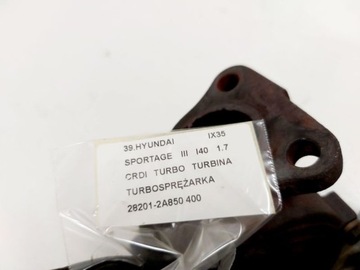 39.HYUNDAI IX35
SPORTAGE III I40 1.7
CRDI TURBO TURBINA
TURBOSPRĘŻARKA
28201-2A850 400